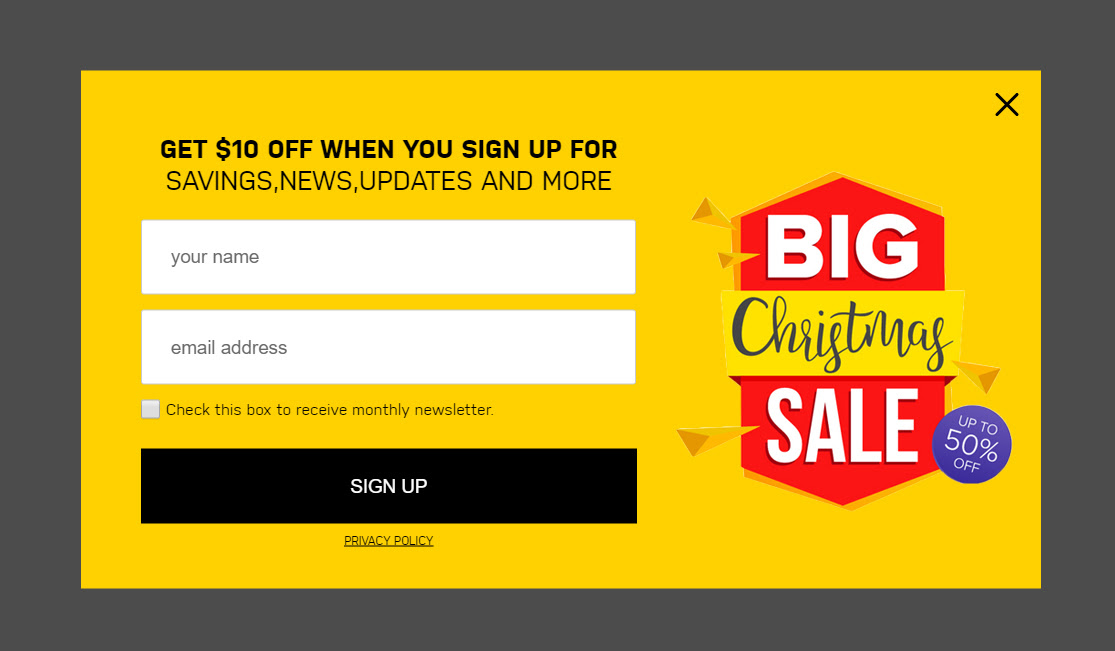 GET $10 OFF WHEN YOU SIGN UP FOR
SAVINGS,NEWS,UPDATES AND MORE
your name
email address
Check this box to receive monthly newsletter.
SIGN UP
PRIVACY POLICY
BIG
Christmas
SALE
UP TO
50%
OFF